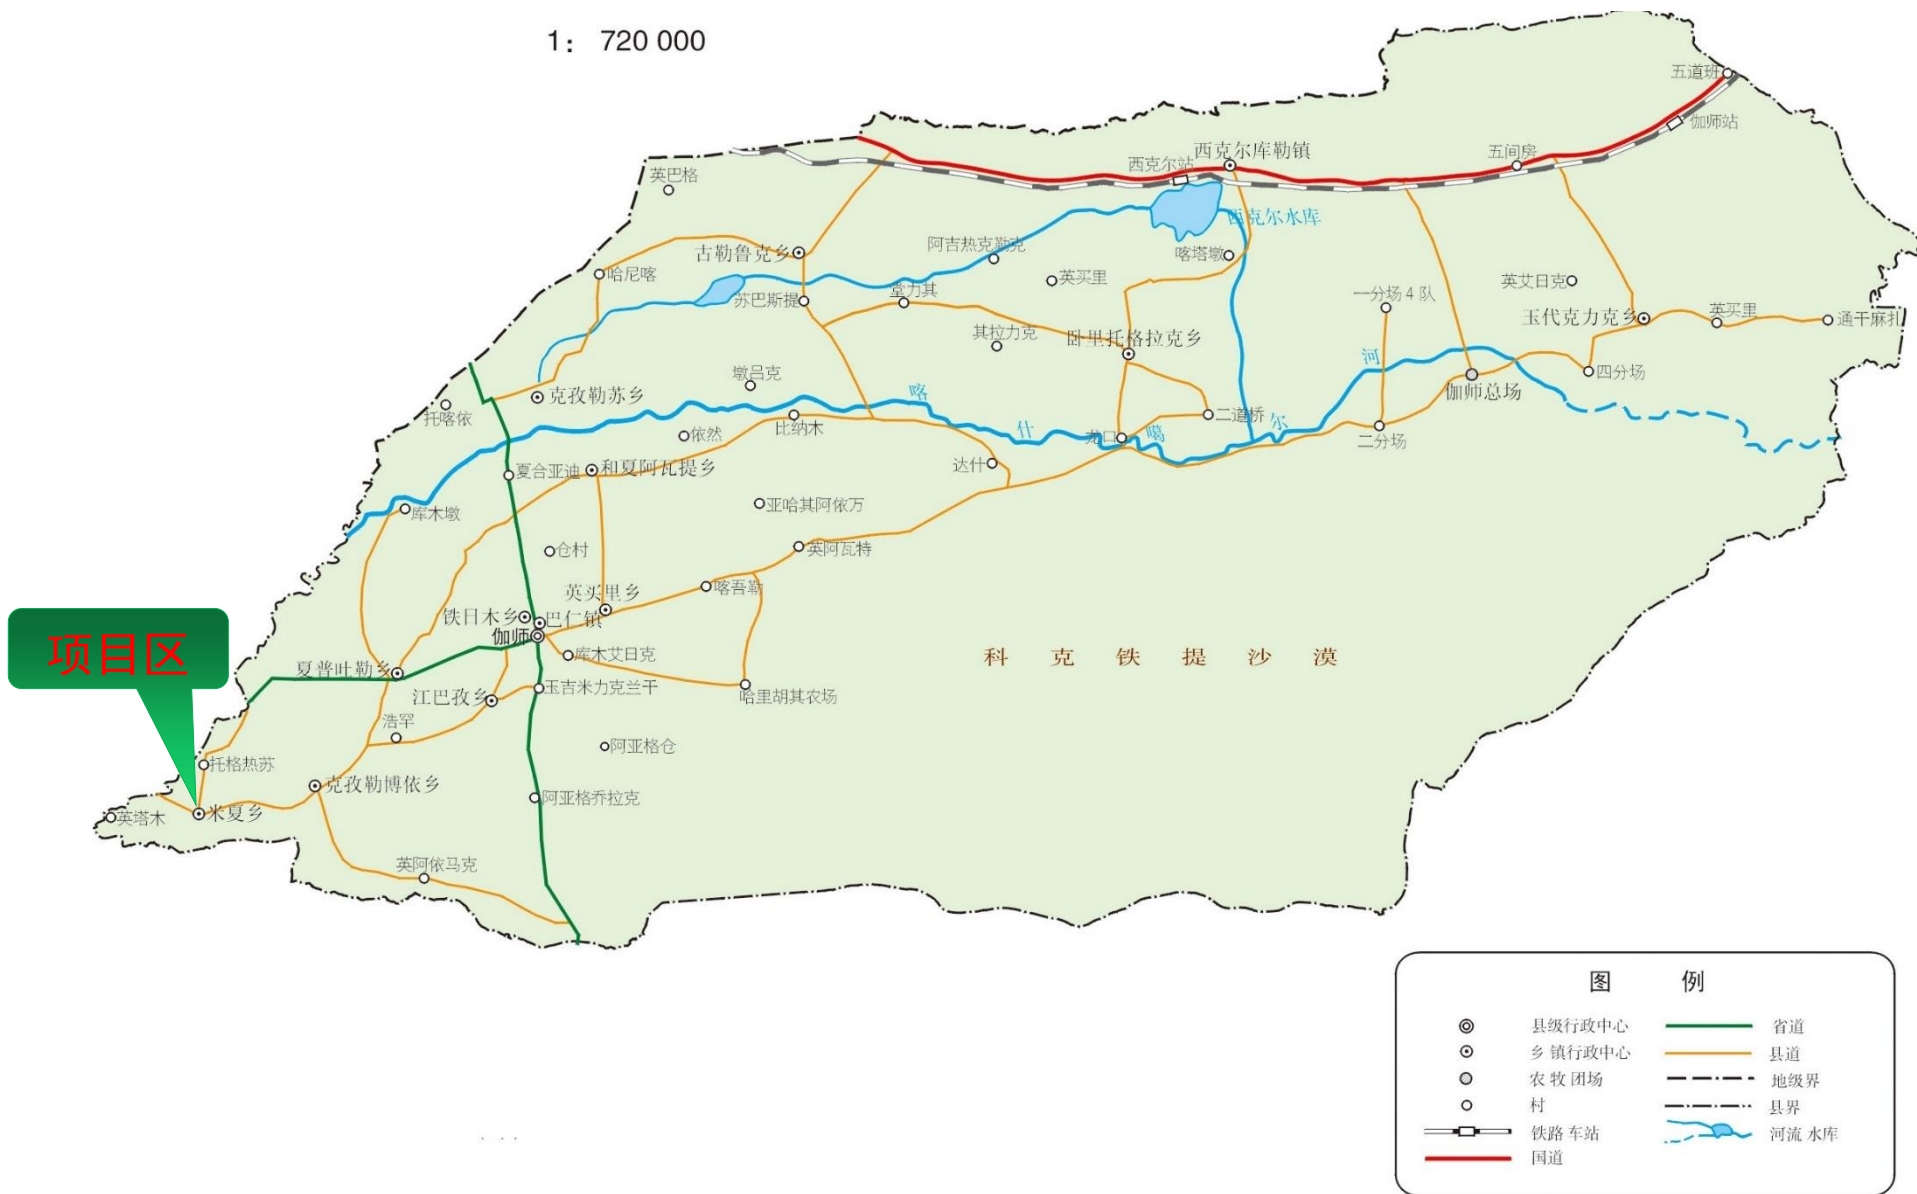 1： 720 000
五道班
伽师站
西克尔库勒镇
五间房
西克尔站
英巴格
西克尔水库
阿吉热克勒克
古勒鲁克乡
喀塔墩
哈尼喀
英买里
英艾日克
堂力其
一分场 4 队
苏巴斯提
英买里
玉代克力克乡
通干麻扎
其拉力克
卧里托格拉克乡
河
四分场
墩吕克
伽师总场
克孜勒苏乡
喀
托喀依
二道桥
比纳木
什
尔
依然
龙口
噶
二分场
达什
夏合亚迪
和夏阿瓦提乡
亚哈其阿依万
库木墩
仓村
英阿瓦特
喀吾勒
英买里乡
铁日木乡
巴仁镇
伽师
项目区
库木艾日克
科克铁提沙漠
夏普吐勒乡
玉吉米力克兰干
江巴孜乡
哈里胡其农场
浩罕
阿亚格仓
托格热苏
克孜勒博依乡
阿亚格乔拉克
米夏乡
英塔木
英阿依马克
图 例
县级行政中心
省道
乡 镇行政中心
县道
农 牧 团场
地级界
村
县界
铁路 车站
河流 水库
国道